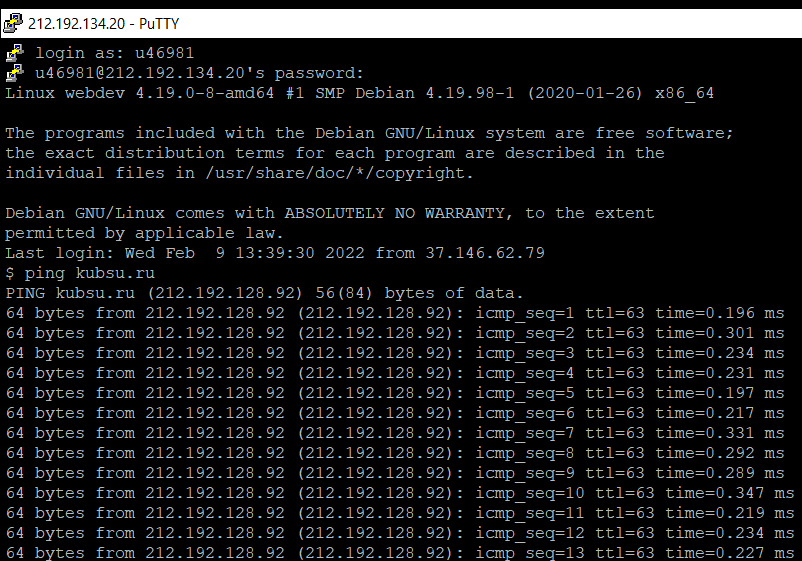 212.192.134.20 - PuTTY
login as: u46981
u46981@212.192.134.20's password:
Linux webdev 4.19.0-8-amd64 #1 SMP Debian 4.19.98-1 (2020-01-26) x86_64
The programs included with the Debian GNU/Linux system are free software;
the exact distribution terms for each program are described in the
individual files in /usr/share/doc/*/copyright.
Debian GNU/Linux comes with ABSOLUTELY NO WARRANTY, to the extent
permitted by applicable law.
Last login: Wed Feb  9 13:39:30 2022 from 37.146.62.79
$ ping kubsu.ru
PING kubsu.ru (212.192.128.92) 56(84) bytes of data.
64 bytes from 212.192.128.92 (212.192.128.92): icmp_seq=1 ttl=63 time=0.196 ms
64 bytes from 212.192.128.92 (212.192.128.92): icmp_seq=2 ttl=63 time=0.301 ms
64 bytes from 212.192.128.92 (212.192.128.92): icmp_seq=3 ttl=63 time=0.234 ms
64 bytes from 212.192.128.92 (212.192.128.92): icmp_seq=4 ttl=63 time=0.231 ms
64 bytes from 212.192.128.92 (212.192.128.92): icmp_seq=5 ttl=63 time=0.197 ms
64 bytes from 212.192.128.92 (212.192.128.92): icmp_seq=6 ttl=63 time=0.217 ms
64 bytes from 212.192.128.92 (212.192.128.92): icmp_seq=7 ttl=63 time=0.331 ms
64 bytes from 212.192.128.92 (212.192.128.92): icmp_seq=8 ttl=63 time=0.292 ms
64 bytes from 212.192.128.92 (212.192.128.92): icmp_seq=9 ttl=63 time=0.289 ms
64 bytes from 212.192.128.92 (212.192.128.92): icmp_seq=10 ttl=63 time=0.347 ms
64 bytes from 212.192.128.92 (212.192.128.92): icmp_seq=11 ttl=63 time=0.219 ms
64 bytes from 212.192.128.92 (212.192.128.92): icmp_seq=12 ttl=63 time=0.234 ms
64 bytes from 212.192.128.92 (212.192.128.92): icmp_seq=13 ttl=63 time=0.227 ms